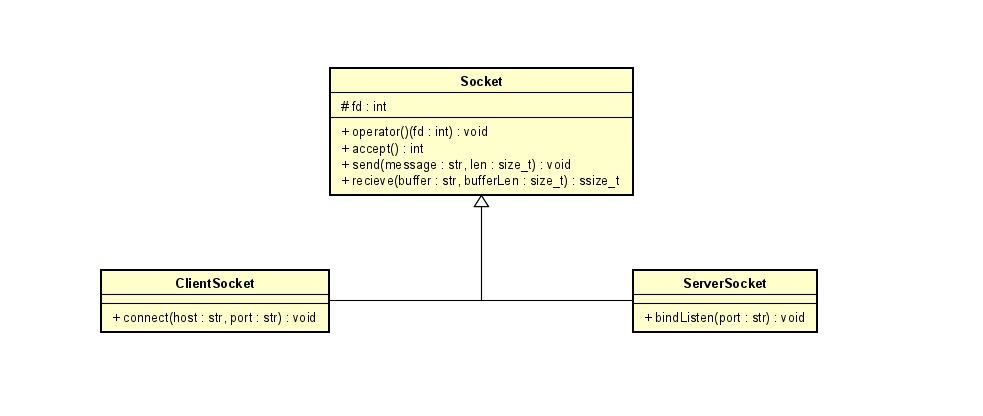 Socket
# fd : int
+ operator()(fd : int) : void
+ accept() : int
+ send(message : str, len : size_t) : void
+ recieve(buffer : str, bufferLen : size_t) : ssize_t
ClientSocket
+ connect(host : str, port : str) : void
ServerSocket
+ bindListen(port : str) : void